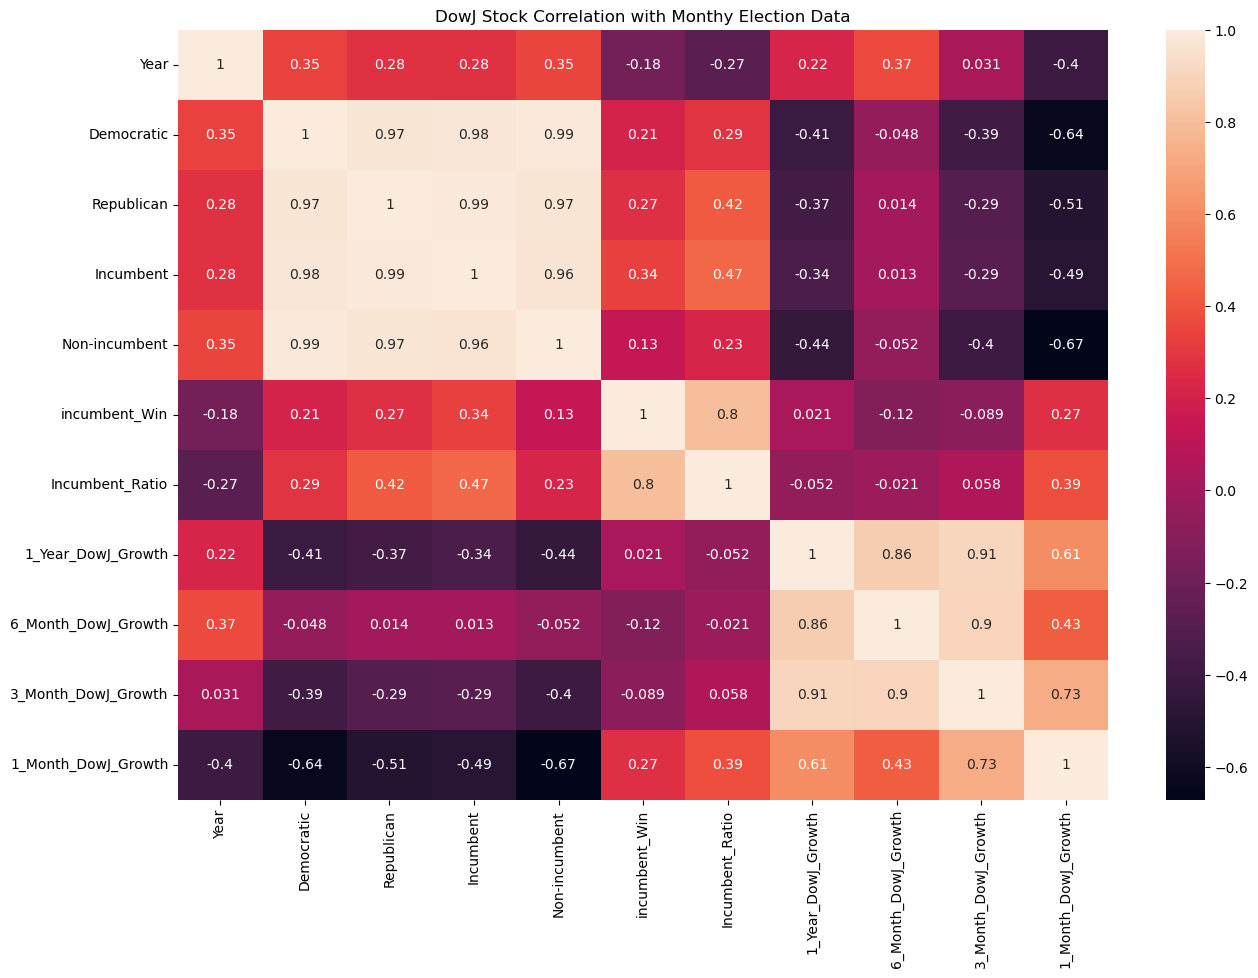 DowJ Stock Correlation with Monthy Election Data
Year 1 0.35 0.28 0.28 0.35 -0.18 -0.27 0.22 0.37 0.031 -0.4
Democratic 0.35 1 0.97 0.98 0.99 0.21 0.29 -0.41 -0.048 -0.39 -0.64
Republican 0.28 0.97 1 0.99 0.97 0.27 0.42 -0.37 0.014 -0.29 -0.51
Incumbent 0.28 0.98 0.99 1 0.96 0.34 0.47 -0.34 0.013 -0.29 -0.49
Non-incumbent 0.35 0.99 0.97 0.96 1 0.13 0.23 -0.44 -0.052 -0.4 -0.67
incumbent_Win -0.18 0.21 0.27 0.34 0.13 1 0.8 0.021 -0.12 -0.089 0.27
Incumbent_Ratio -0.27 0.29 0.42 0.47 0.23 0.8 1 -0.052 -0.021 0.058 0.39
1_Year_DowJ_Growth 0.22 -0.41 -0.37 -0.34 -0.44 0.021 -0.052 1 0.86 0.91 0.61
6_Month_DowJ_Growth 0.37 -0.048 0.014 0.013 -0.052 -0.12 -0.021 0.86 1 0.9 0.43
3_Month_DowJ_Growth 0.031 -0.39 -0.29 -0.29 -0.4 -0.089 0.058 0.91 0.9 1 0.73
1_Month_DowJ_Growth -0.4 -0.64 -0.51 -0.49 -0.67 0.27 0.39 0.61 0.43 0.73 1
Year
Democratic
Republican
Incumbent
Non-incumbent
incumbent_Win
Incumbent_Ratio
1_Year_DowJ_Growth
6_Month_DowJ_Growth
3_Month_DowJ_Growth
1_Month_DowJ_Growth
1.0
0.8
0.6
0.4
0.2
0.0
−0.2
−0.4
−0.6